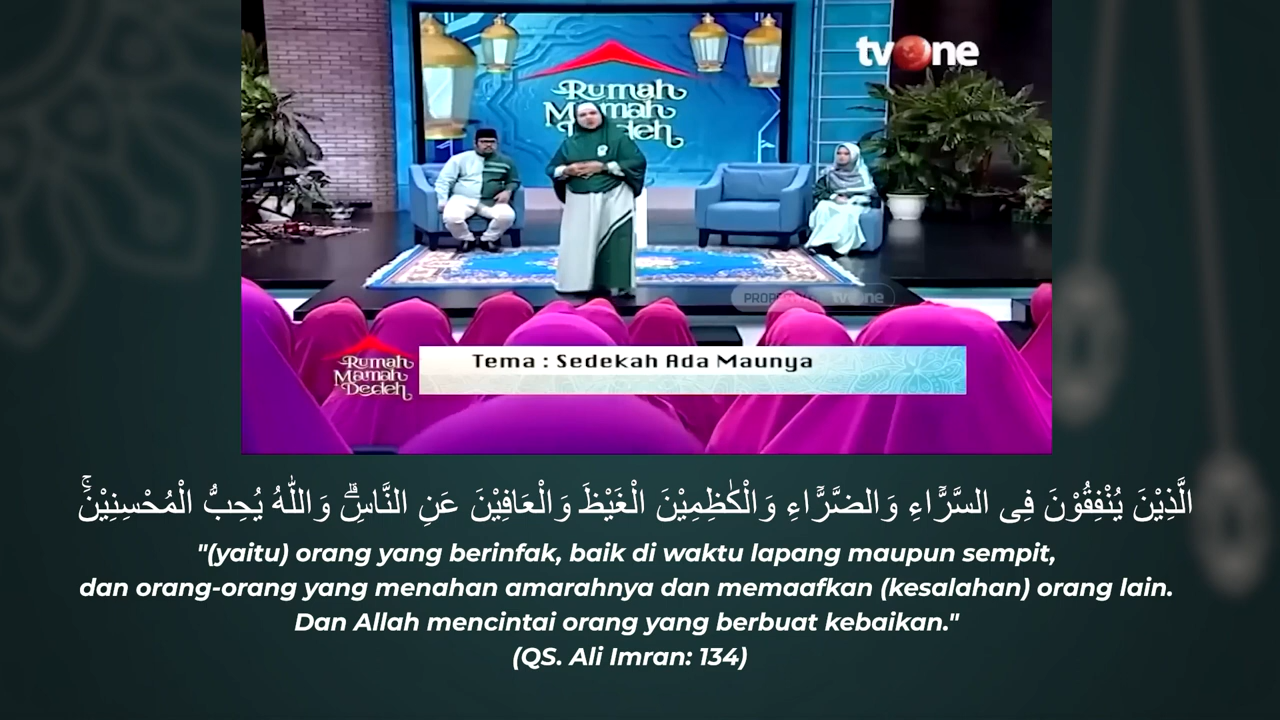 tvOne
Rumah
Mamah
Dedeh
tvOne
Rumah
Mamah
Dedeh
Tema : Sedekah Ada Maunya
الَّذِيْنَ يُنْفِقُوْنَ فِى السَّرَّۤاءِ وَالضَّرَّۤاءِ وَالْكٰظِمِيْنَ الْغَيْظَ وَالْعَافِيْنَ عَنِ النَّاسِۗ وَاللّٰهُ يُحِبُّ الْمُحْسِنِيْنَۚ
"(yaitu) orang yang berinfak, baik di waktu lapang maupun sempit,
dan orang-orang yang menahan amarahnya dan memaafkan (kesalahan) orang lain.
Dan Allah mencintai orang yang berbuat kebaikan."
(QS. Ali Imran: 134)